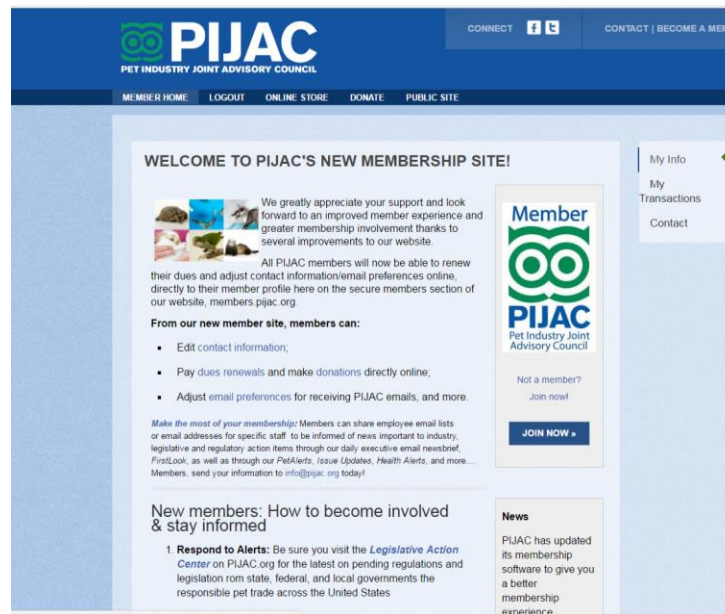 PIJAC
PET INDUSTRY JOINT ADVISORY COUNCIL
CONNECT
CONTACT | BECOME A ME
MEMBER HOME LOGOUT ONLINE STORE DONATE PUBLIC SITE
WELCOME TO PIJAC'S NEW MEMBERSHIP SITE!
We greatly appreciate your support and look
forward to an improved member experience and
greater membership involvement thanks to
several improvements to our website.
All PIJAC members will now be able to renew
their dues and adjust contact information/email preferences online,
directly to their member profile here on the secure members section of
our website, members.pijac.org.
From our new member site, members can:
Edit contact information;
Pay dues renewals and make donations directly online;
Adjust email preferences for receiving PIJAC emails, and more.
Make the most of your membership: Members can share employee email lists
or email addresses for specific staff to be informed of news important to industry,
legislative and regulatory action items through our daily executive email newsbrief,
FirstLook, as well as through our PetAlerts, Issue Updates, Health Alerts, and more....
Members, send your information to info@pijac.org today!
New members: How to become involved
& stay informed
1. Respond to Alerts: Be sure you visit the Legislative Action
Center on PIJAC.org for the latest on pending regulations and
legislation rom state, federal, and local governments the
responsible pet trade across the United States
Member
PIJAC
Pet Industry Joint
Advisory Council
Not a member?
Join now!
JOIN NOW »
News
PIJAC has updated
its membership
software to give you
a better
membership
experience
My Info
My
Transactions
Contact